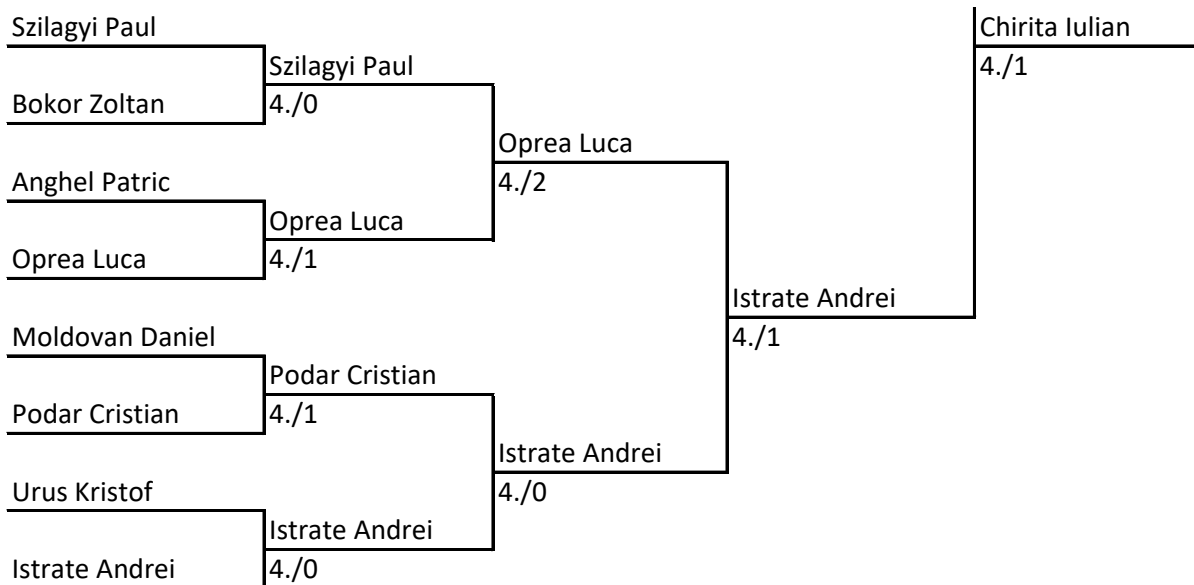 Szilagyi Paul
Chirita Iulian
Szilagyi Paul
4./1
Bokor Zoltan
4./0
Oprea Luca
Anghel Patric
4./2
Oprea Luca
Oprea Luca
4./1
Istrate Andrei
Moldovan Daniel
4./1
Podar Cristian
Podar Cristian
4./1
Istrate Andrei
Urus Kristof
4./0
Istrate Andrei
Istrate Andrei
4./0